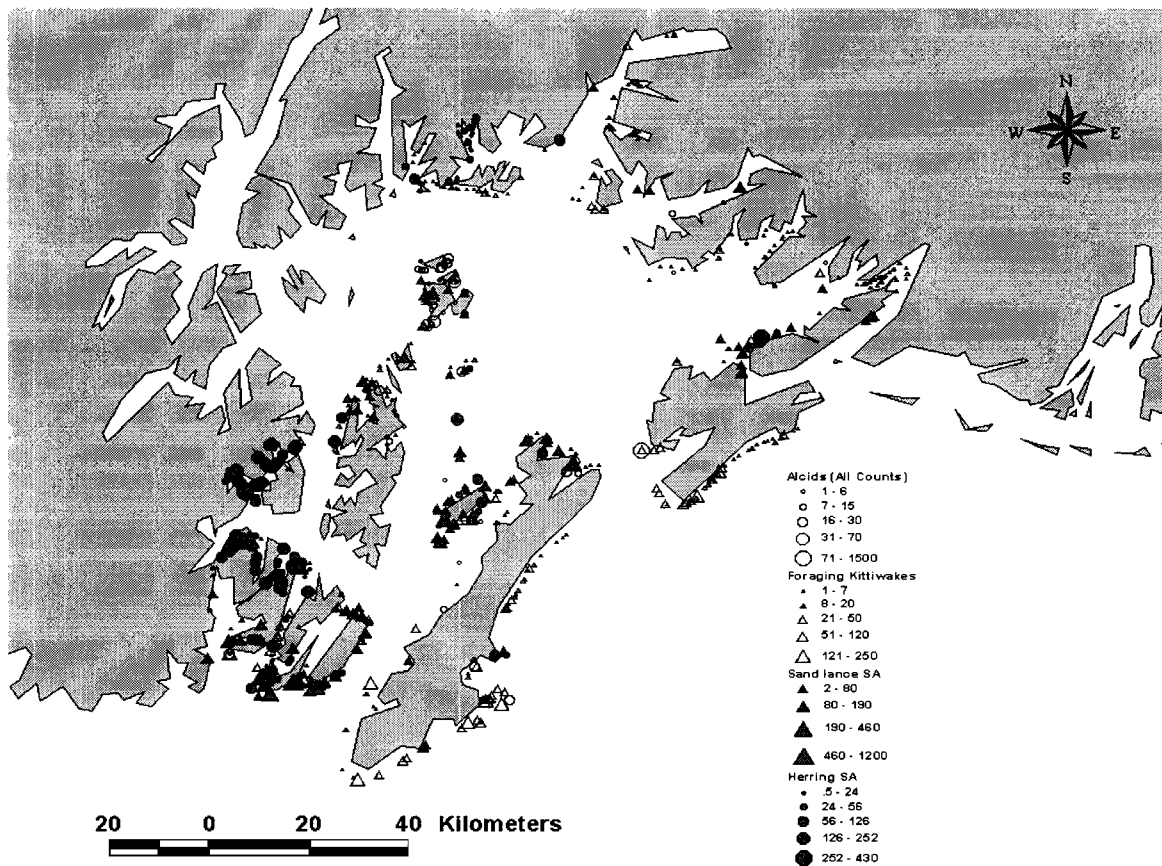 N
W E
S
Alcids (All Counts)
1 - 6
7 - 15
16 - 30
31 - 70
71 - 1500
Foraging Kittiwakes
1 - 7
8 - 20
21 - 50
51 - 120
121 - 250
Sand lance SA
2 - 80
80 - 190
190 - 460
460 - 1200
Herring SA
.5 - 24
24 - 56
56 - 126
126 - 252
252 - 430
20 0 20 40 Kilometers